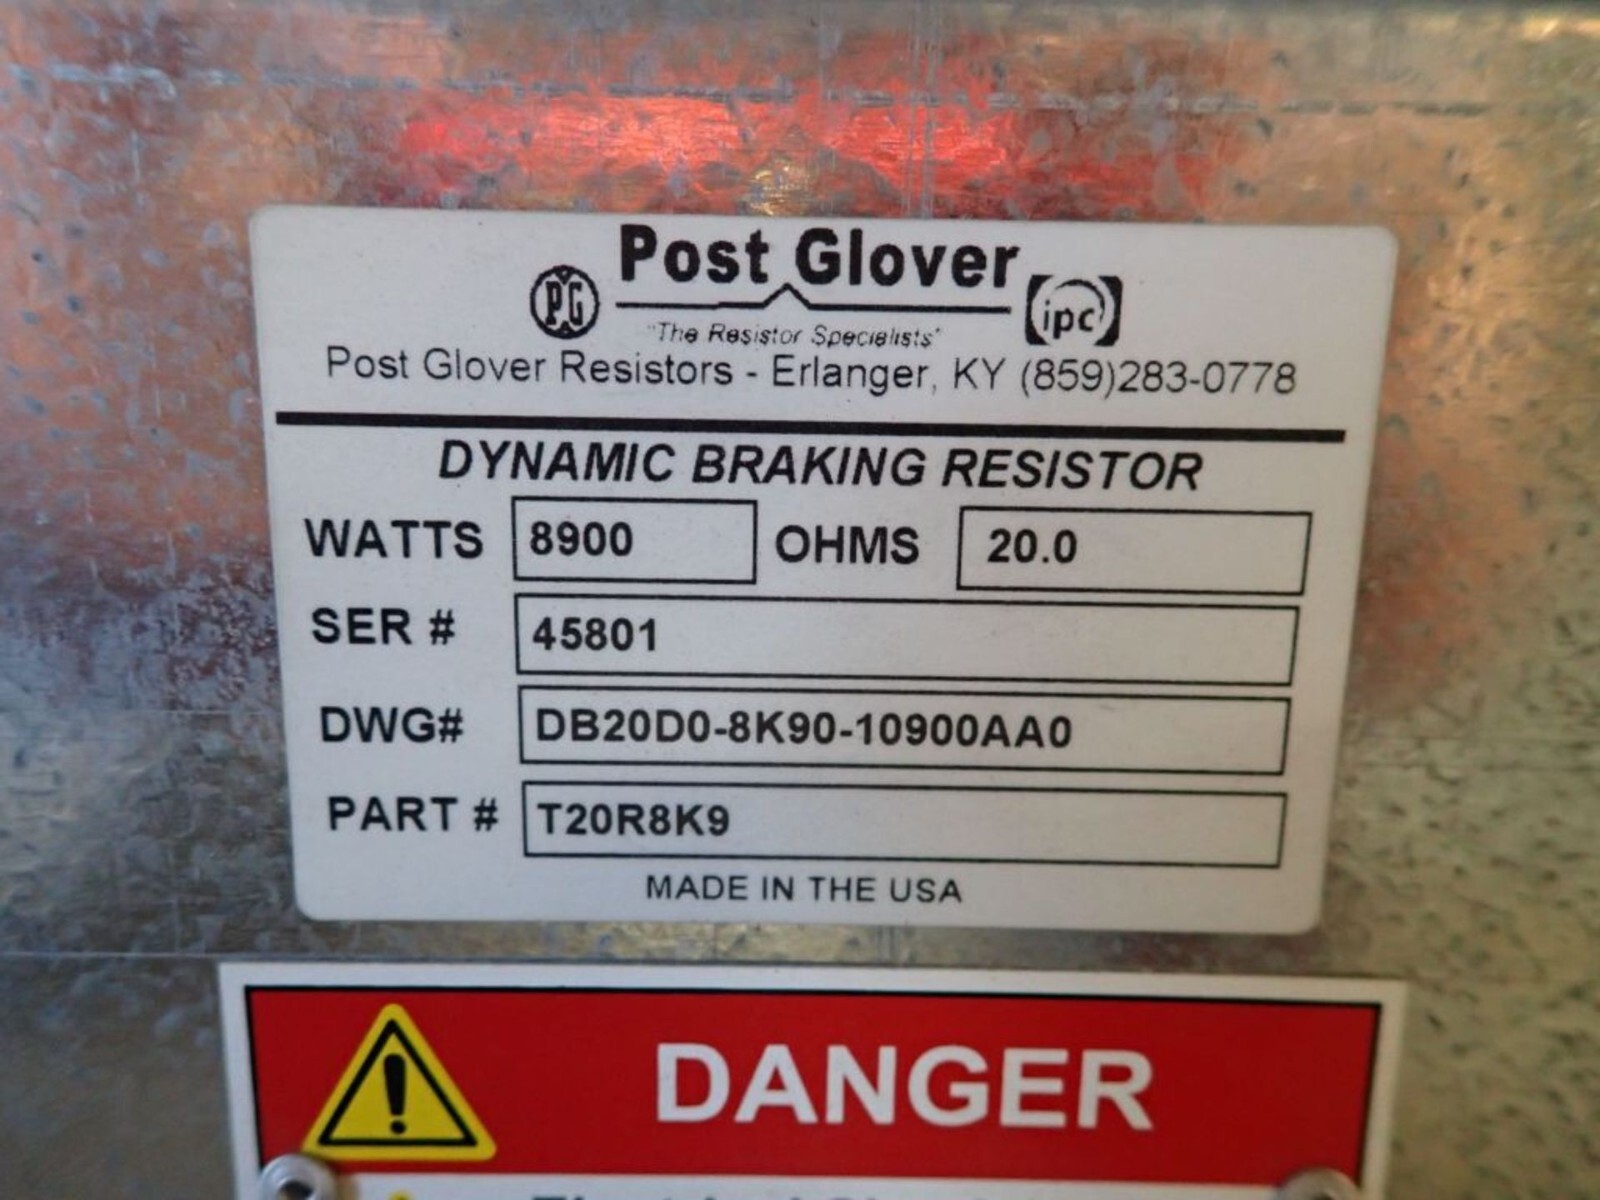 Post Glover
PG
ipc
"The Resistor Specialists"
Post Glover Resistors - Erlanger, KY (859)283-0778
DYNAMIC BRAKING RESISTOR
WATTS 8900 OHMS 20.0
SER # 45801
DWG# DB20D0-8K90-10900AA0
PART # T20R8K9
MADE IN THE USA
DANGER